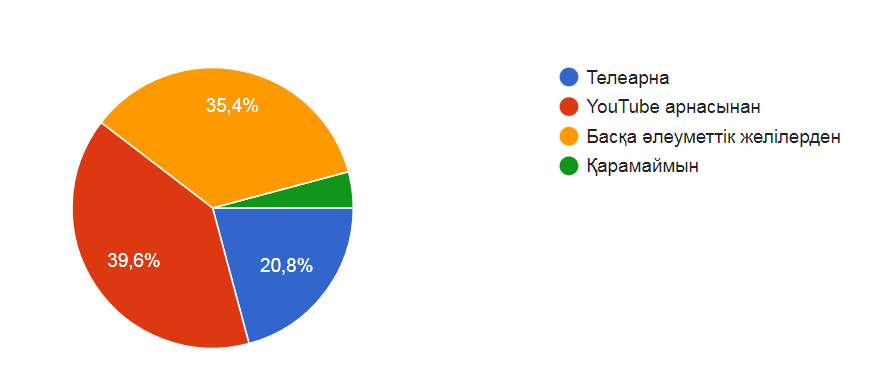 35,4%
39,6%
20,8%
Телеарна
YouTube арнасынан
Басқа әлеуметтік желілерден
Қарамаймын